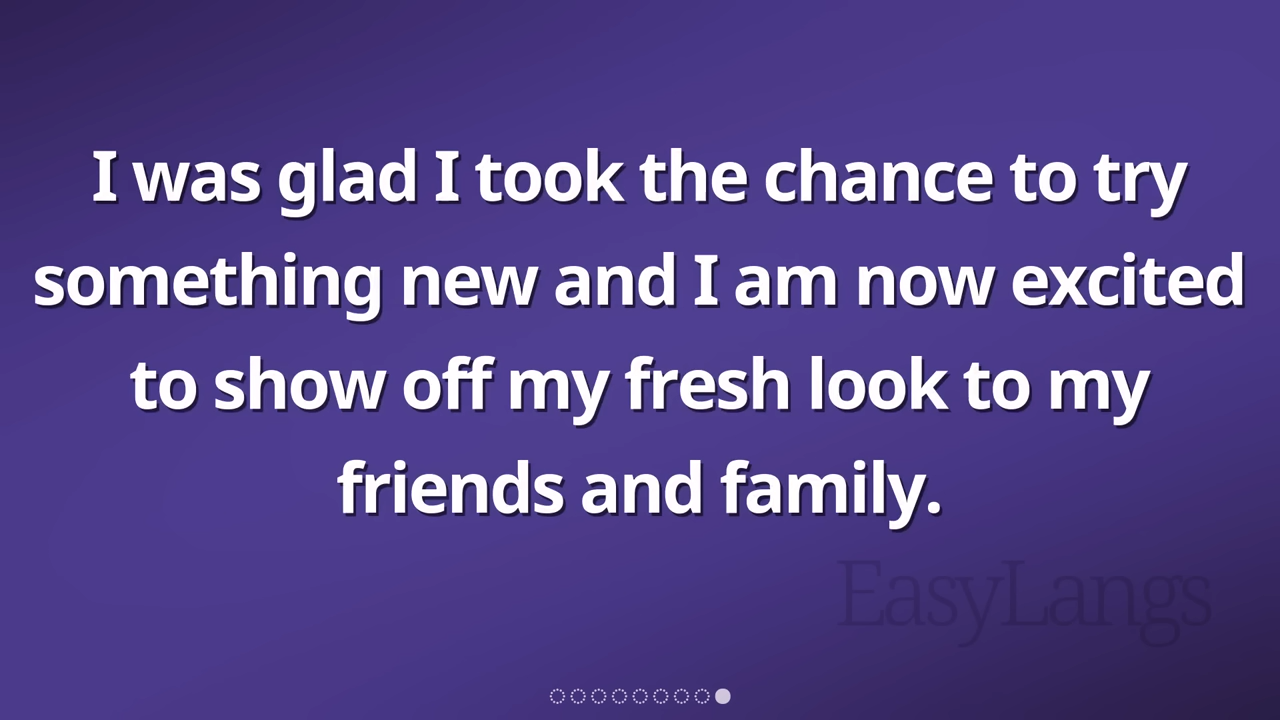 I was glad I took the chance to try
something new and I am now excited
to show off my fresh look to my
friends and family.
EasyLangs